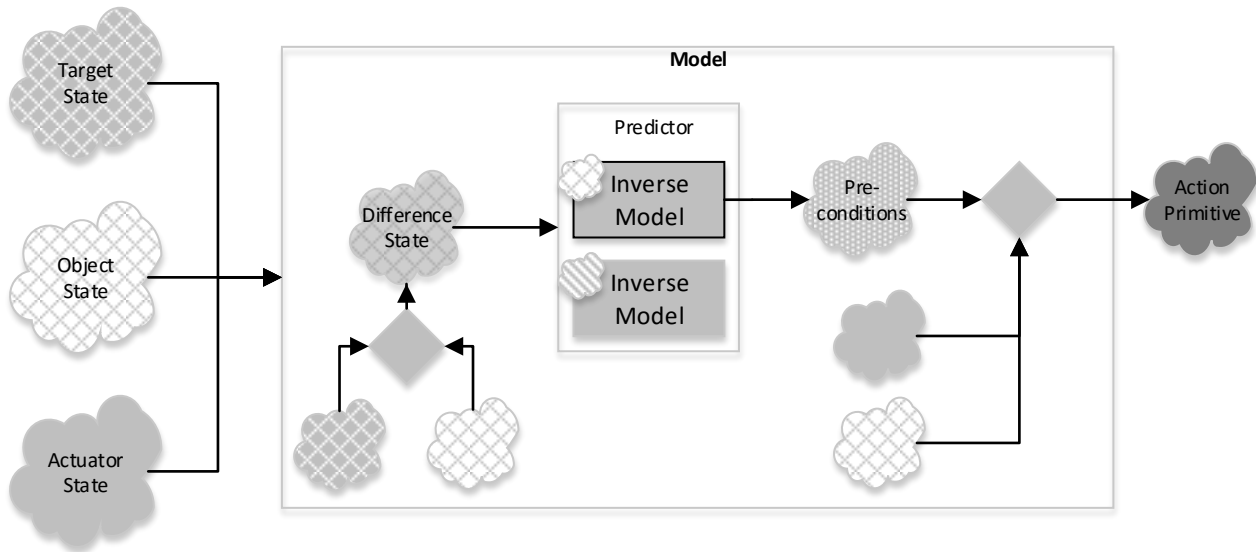 Target
State
Object
State
Actuator
State
Model
Difference
State
Predictor
Inverse
Model
Inverse
Model
Pre-
conditions
Action
Primitive